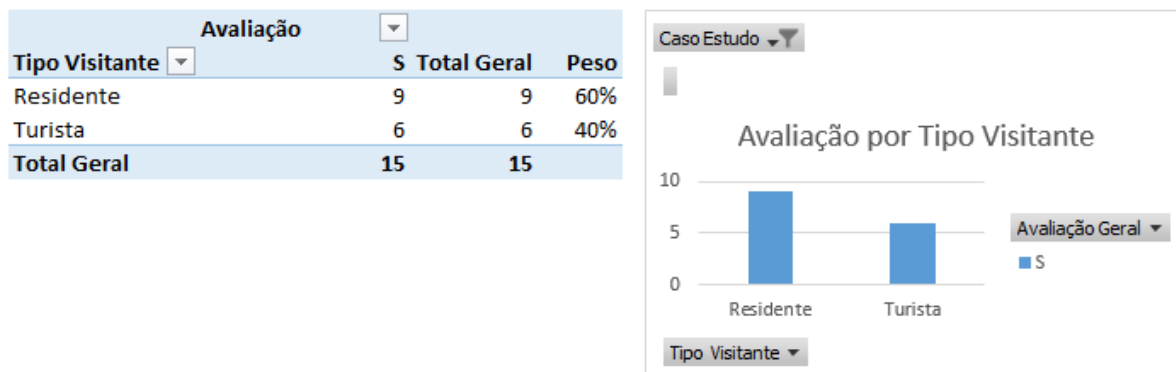 Avaliação
Tipo Visitante S Total Geral Peso
Residente 9 9 60%
Turista 6 6 40%
Total Geral 15 15
Caso Estudo
Avaliação por Tipo Visitante
10
5
0
Residente Turista
Avaliação Geral
S
Tipo Visitante